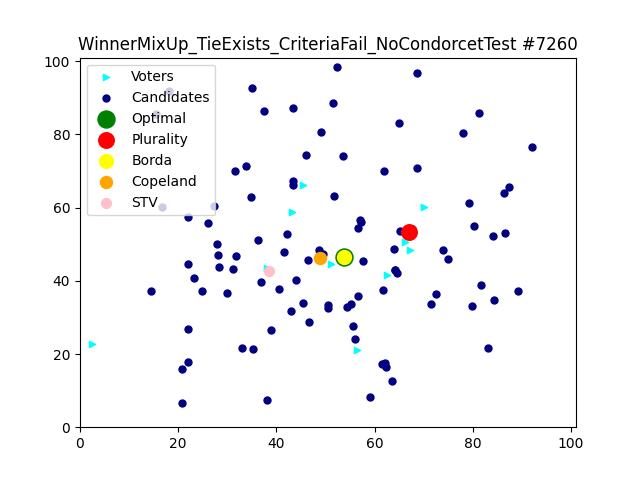 WinnerMixUp_TieExists_CriteriaFail_NoCondorcetTest #7260
100
80
60
40
20
0
Voters
Candidates
Optimal
Plurality
Borda
Copeland
STV
0 20 40 60 80 100